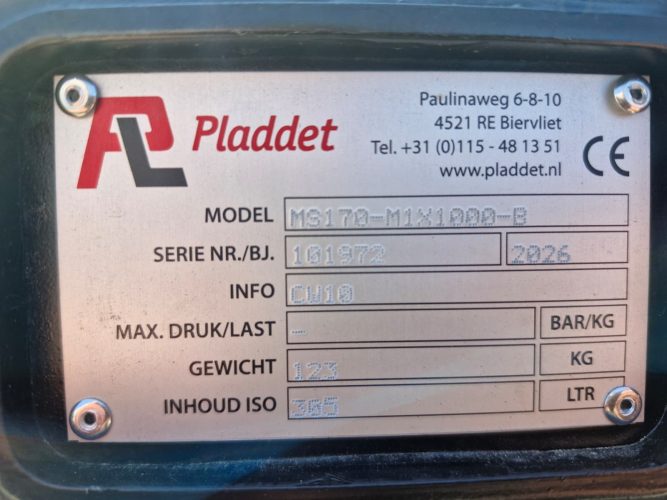 PL Pladdet
Paulinaweg 6-8-10
4521 RE Biervliet
Tel. +31 (0)115 - 48 13 51
www.pladdet.nl
CE
MODEL MS170-M1X1000-B
SERIE NR./BJ. 101972 2026
INFO CW10
MAX. DRUK/LAST - BAR/KG
GEWICHT 123 KG
INHOUD ISO 305 LTR